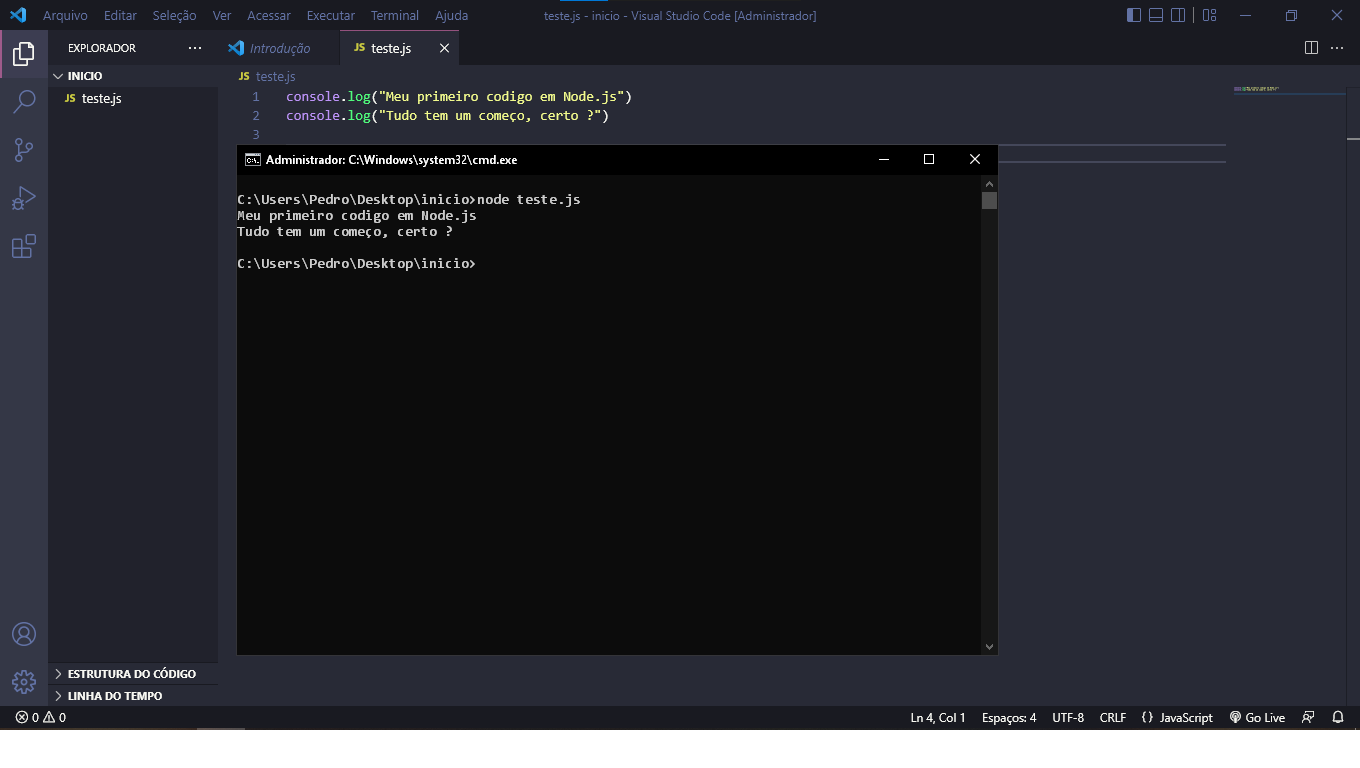 Arquivo Editar Seleção Ver Acessar Executar Terminal Ajuda
teste.js - inicio - Visual Studio Code [Administrador]
EXPLORADOR
Introdução
JS teste.js
INICIO
JS teste.js
JS teste.js
1 console.log("Meu primeiro codigo em Node.js")
2 console.log("Tudo tem um começo, certo ?")
3
Administrador: C:\Windows\system32\cmd.exe
C:\Users\Pedro\Desktop\inicio>node teste.js
Meu primeiro codigo em Node.js
Tudo tem um começo, certo ?
C:\Users\Pedro\Desktop\inicio>
ESTRUTURA DO CÓDIGO
LINHA DO TEMPO
0 0
Ln 4, Col 1 Espaços: 4 UTF-8 CRLF {} JavaScript Go Live